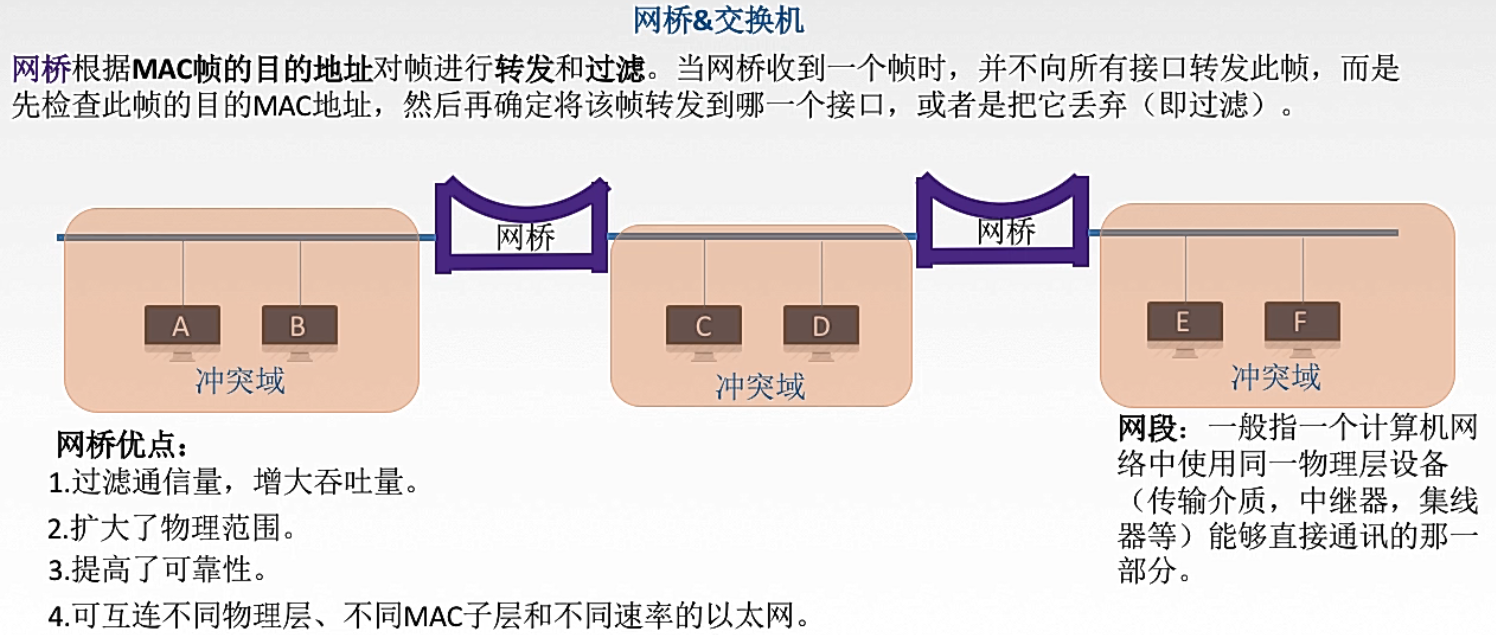 网桥&交换机
网桥根据MAC帧的目的地址对帧进行转发和过滤。当网桥收到一个帧时，并不向所有接口转发此帧，而是
先检查此帧的目的MAC地址，然后再确定将该帧转发到哪一个接口，或者是把它丢弃（即过滤）。
网桥
网桥
A
B
C
D
E
F
冲突域
冲突域
冲突域
网桥优点：
1.过滤通信量，增大吞吐量。
2.扩大了物理范围。
3.提高了可靠性。
4.可互连不同物理层、不同MAC子层和不同速率的以太网。
网段：一般指一个计算机网
络中使用同一物理层设备
（传输介质，中继器，集线
器等）能够直接通讯的那一
部分。